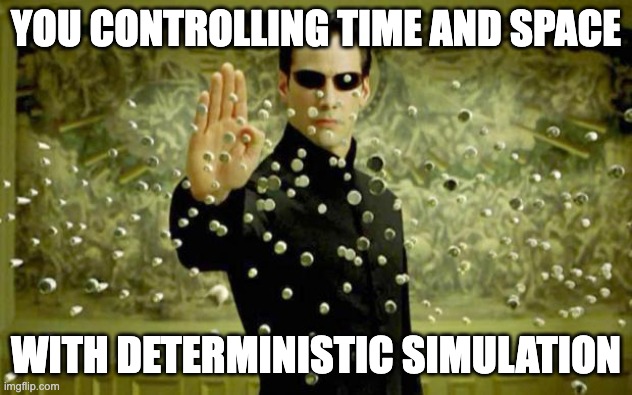 YOU CONTROLLING TIME AND SPACE
WITH DETERMINISTIC SIMULATION
imgflip.com